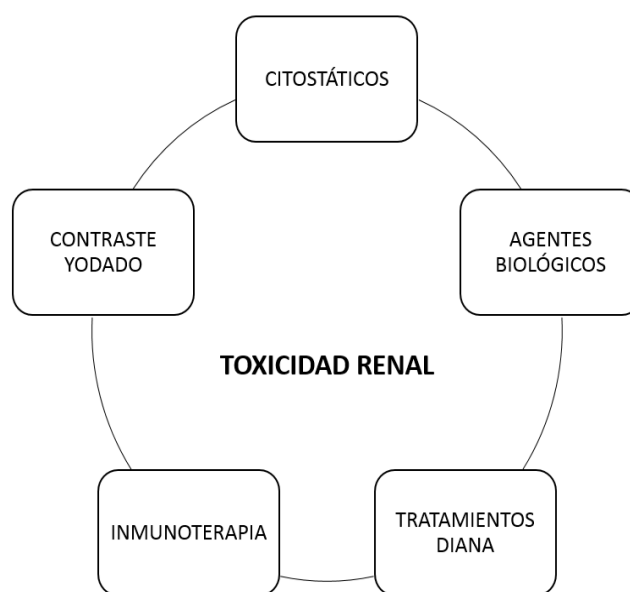 CITOSTÁTICOS
CONTRASTE
YODADO
AGENTES
BIOLÓGICOS
TOXICIDAD RENAL
INMUNOTERAPIA
TRATAMIENTOS
DIANA